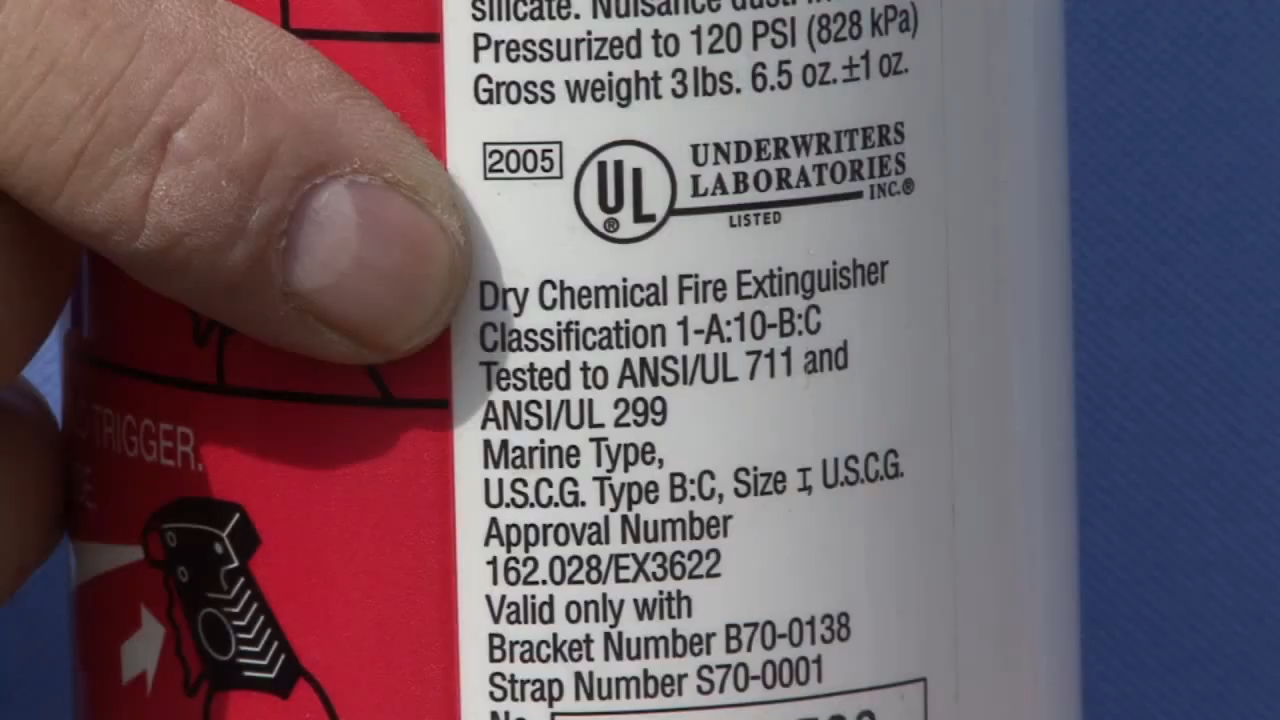 silicate. Nuisance dust.
Pressurized to 120 PSI (828 kPa)
Gross weight 3 lbs. 6.5 oz.±1 oz.
2005
UL
®
UNDERWRITERS
LABORATORIES
INC.®
LISTED
Dry Chemical Fire Extinguisher
Classification 1-A:10-B:C
Tested to ANSI/UL 711 and
ANSI/UL 299
Marine Type,
U.S.C.G. Type B:C, Size I, U.S.C.G.
Approval Number
162.028/EX3622
Valid only with
Bracket Number B70-0138
Strap Number S70-0001
No.
TRIGGER.